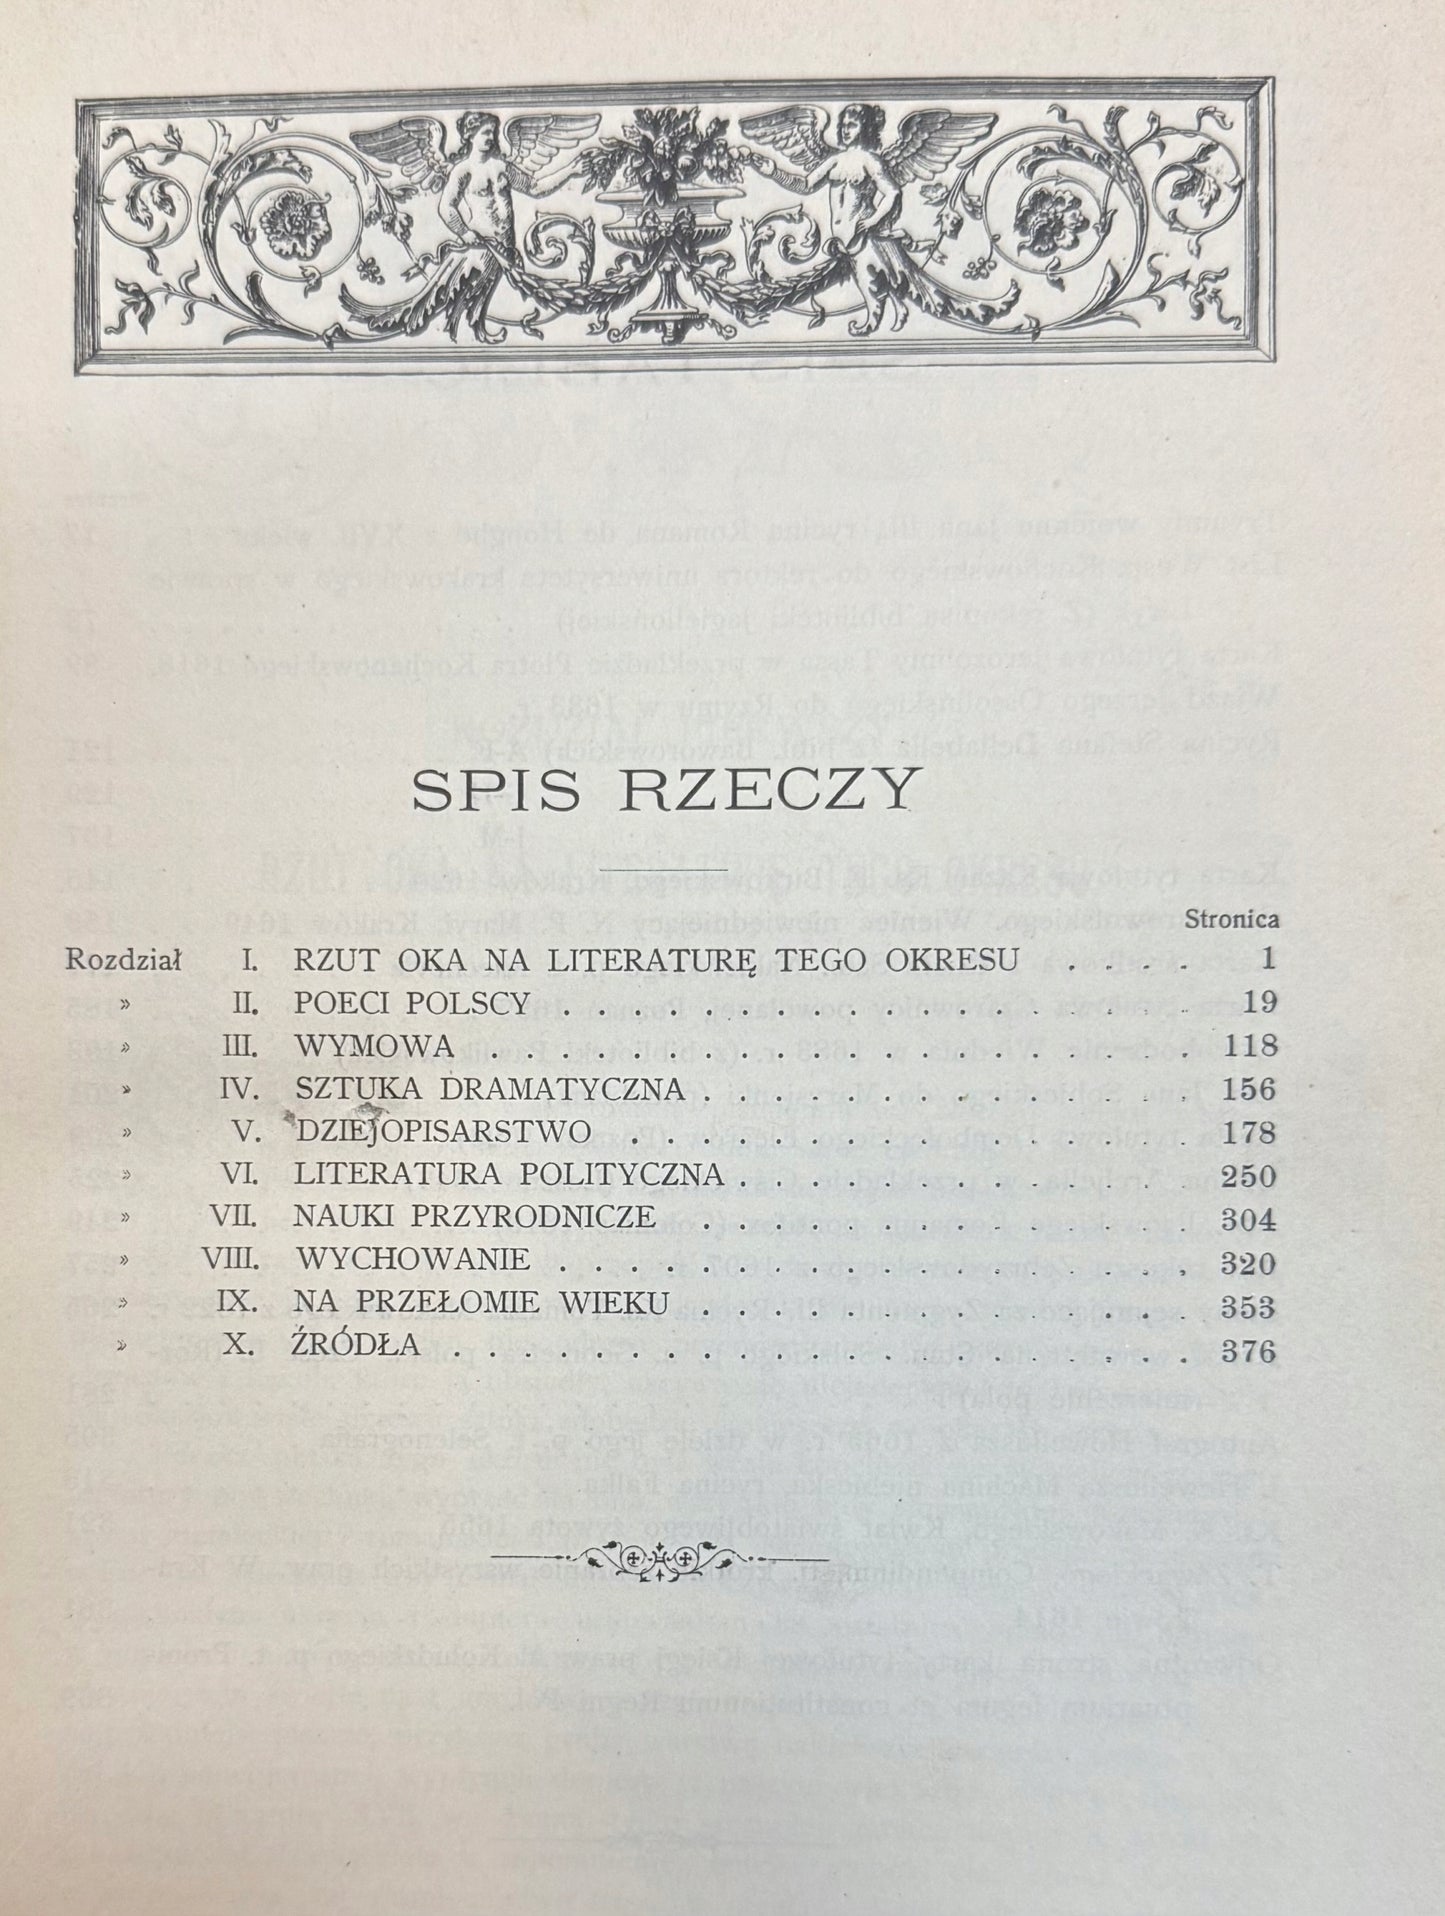 SPIS RZECZY
Stronica
Rozdział I. RZUT OKA NA LITERATURĘ TEGO OKRESU . . . . 1
» II. POECI POLSCY . . . . . . . . . . . . . . . . . . 19
» III. WYMOWA . . . . . . . . . . . . . . . . . . . . 118
» IV. SZTUKA DRAMATYCZNA . . . . . . . . . . . . . . 156
» V. DZIEJOPISARSTWO . . . . . . . . . . . . . . . . 178
» VI. LITERATURA POLITYCZNA . . . . . . . . . . . . . 250
» VII. NAUKI PRZYRODNICZE . . . . . . . . . . . . . . 304
» VIII. WYCHOWANIE . . . . . . . . . . . . . . . . . . 320
» IX. NA PRZEŁOMIE WIEKU . . . . . . . . . . . . . . 353
» X. ŹRÓDŁA . . . . . . . . . . . . . . . . . . . . . 376